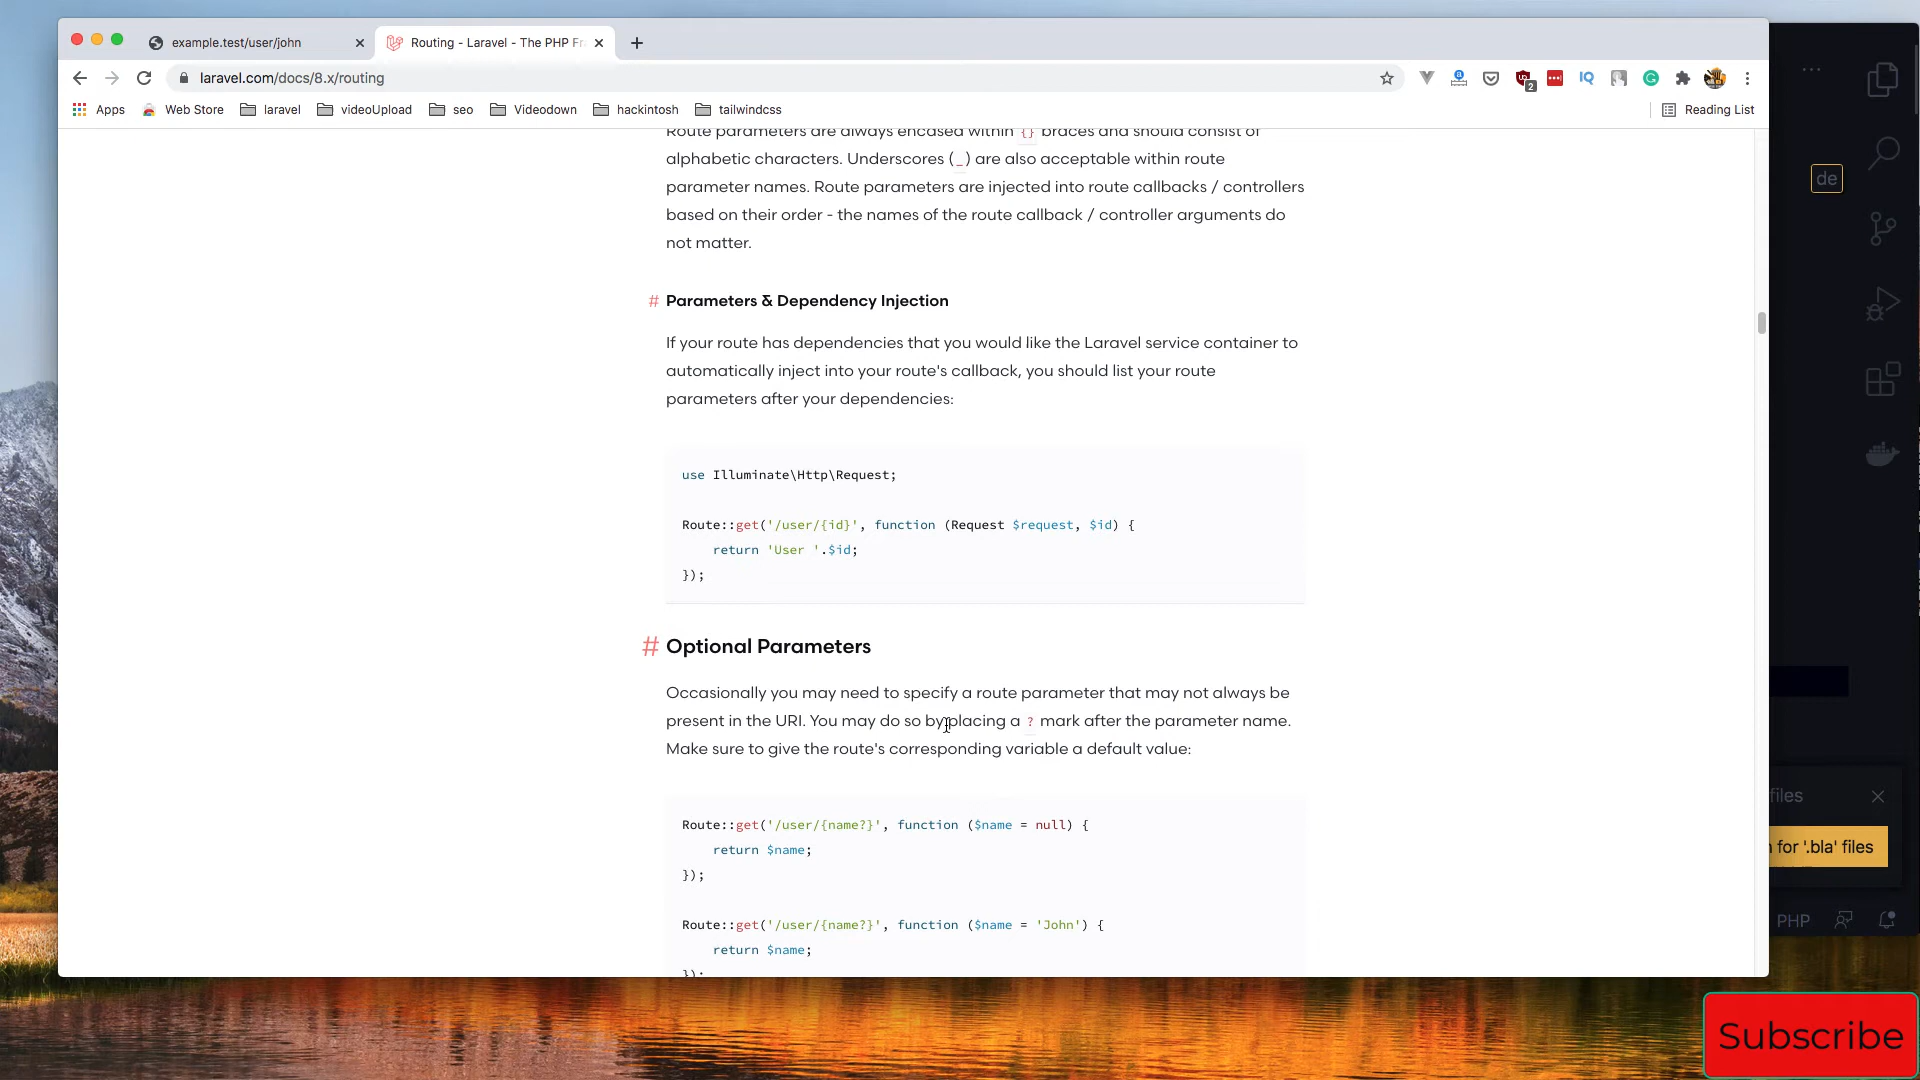 example.test/user/john
Routing - Laravel - The PHP Fr
laravel.com/docs/8.x/routing
2
IQ
Apps
Web Store
laravel
videoUpload
seo
Videodown
hackintosh
tailwindcss
Reading List
Route parameters are always encased within {} braces and should consist of
alphabetic characters. Underscores (_) are also acceptable within route
parameter names. Route parameters are injected into route callbacks / controllers
based on their order - the names of the route callback / controller arguments do
not matter.
# Parameters & Dependency Injection
If your route has dependencies that you would like the Laravel service container to
automatically inject into your route's callback, you should list your route
parameters after your dependencies:
use Illuminate\Http\Request;
Route::get('/user/{id}', function (Request $request, $id) {
return 'User '.$id;
});
# Optional Parameters
Occasionally you may need to specify a route parameter that may not always be
present in the URI. You may do so by placing a ? mark after the parameter name.
Make sure to give the route's corresponding variable a default value:
Route::get('/user/{name?}', function ($name = null) {
return $name;
});
Route::get('/user/{name?}', function ($name = 'John') {
return $name;
});
de
files
n for '.bla' files
PHP
Subscribe